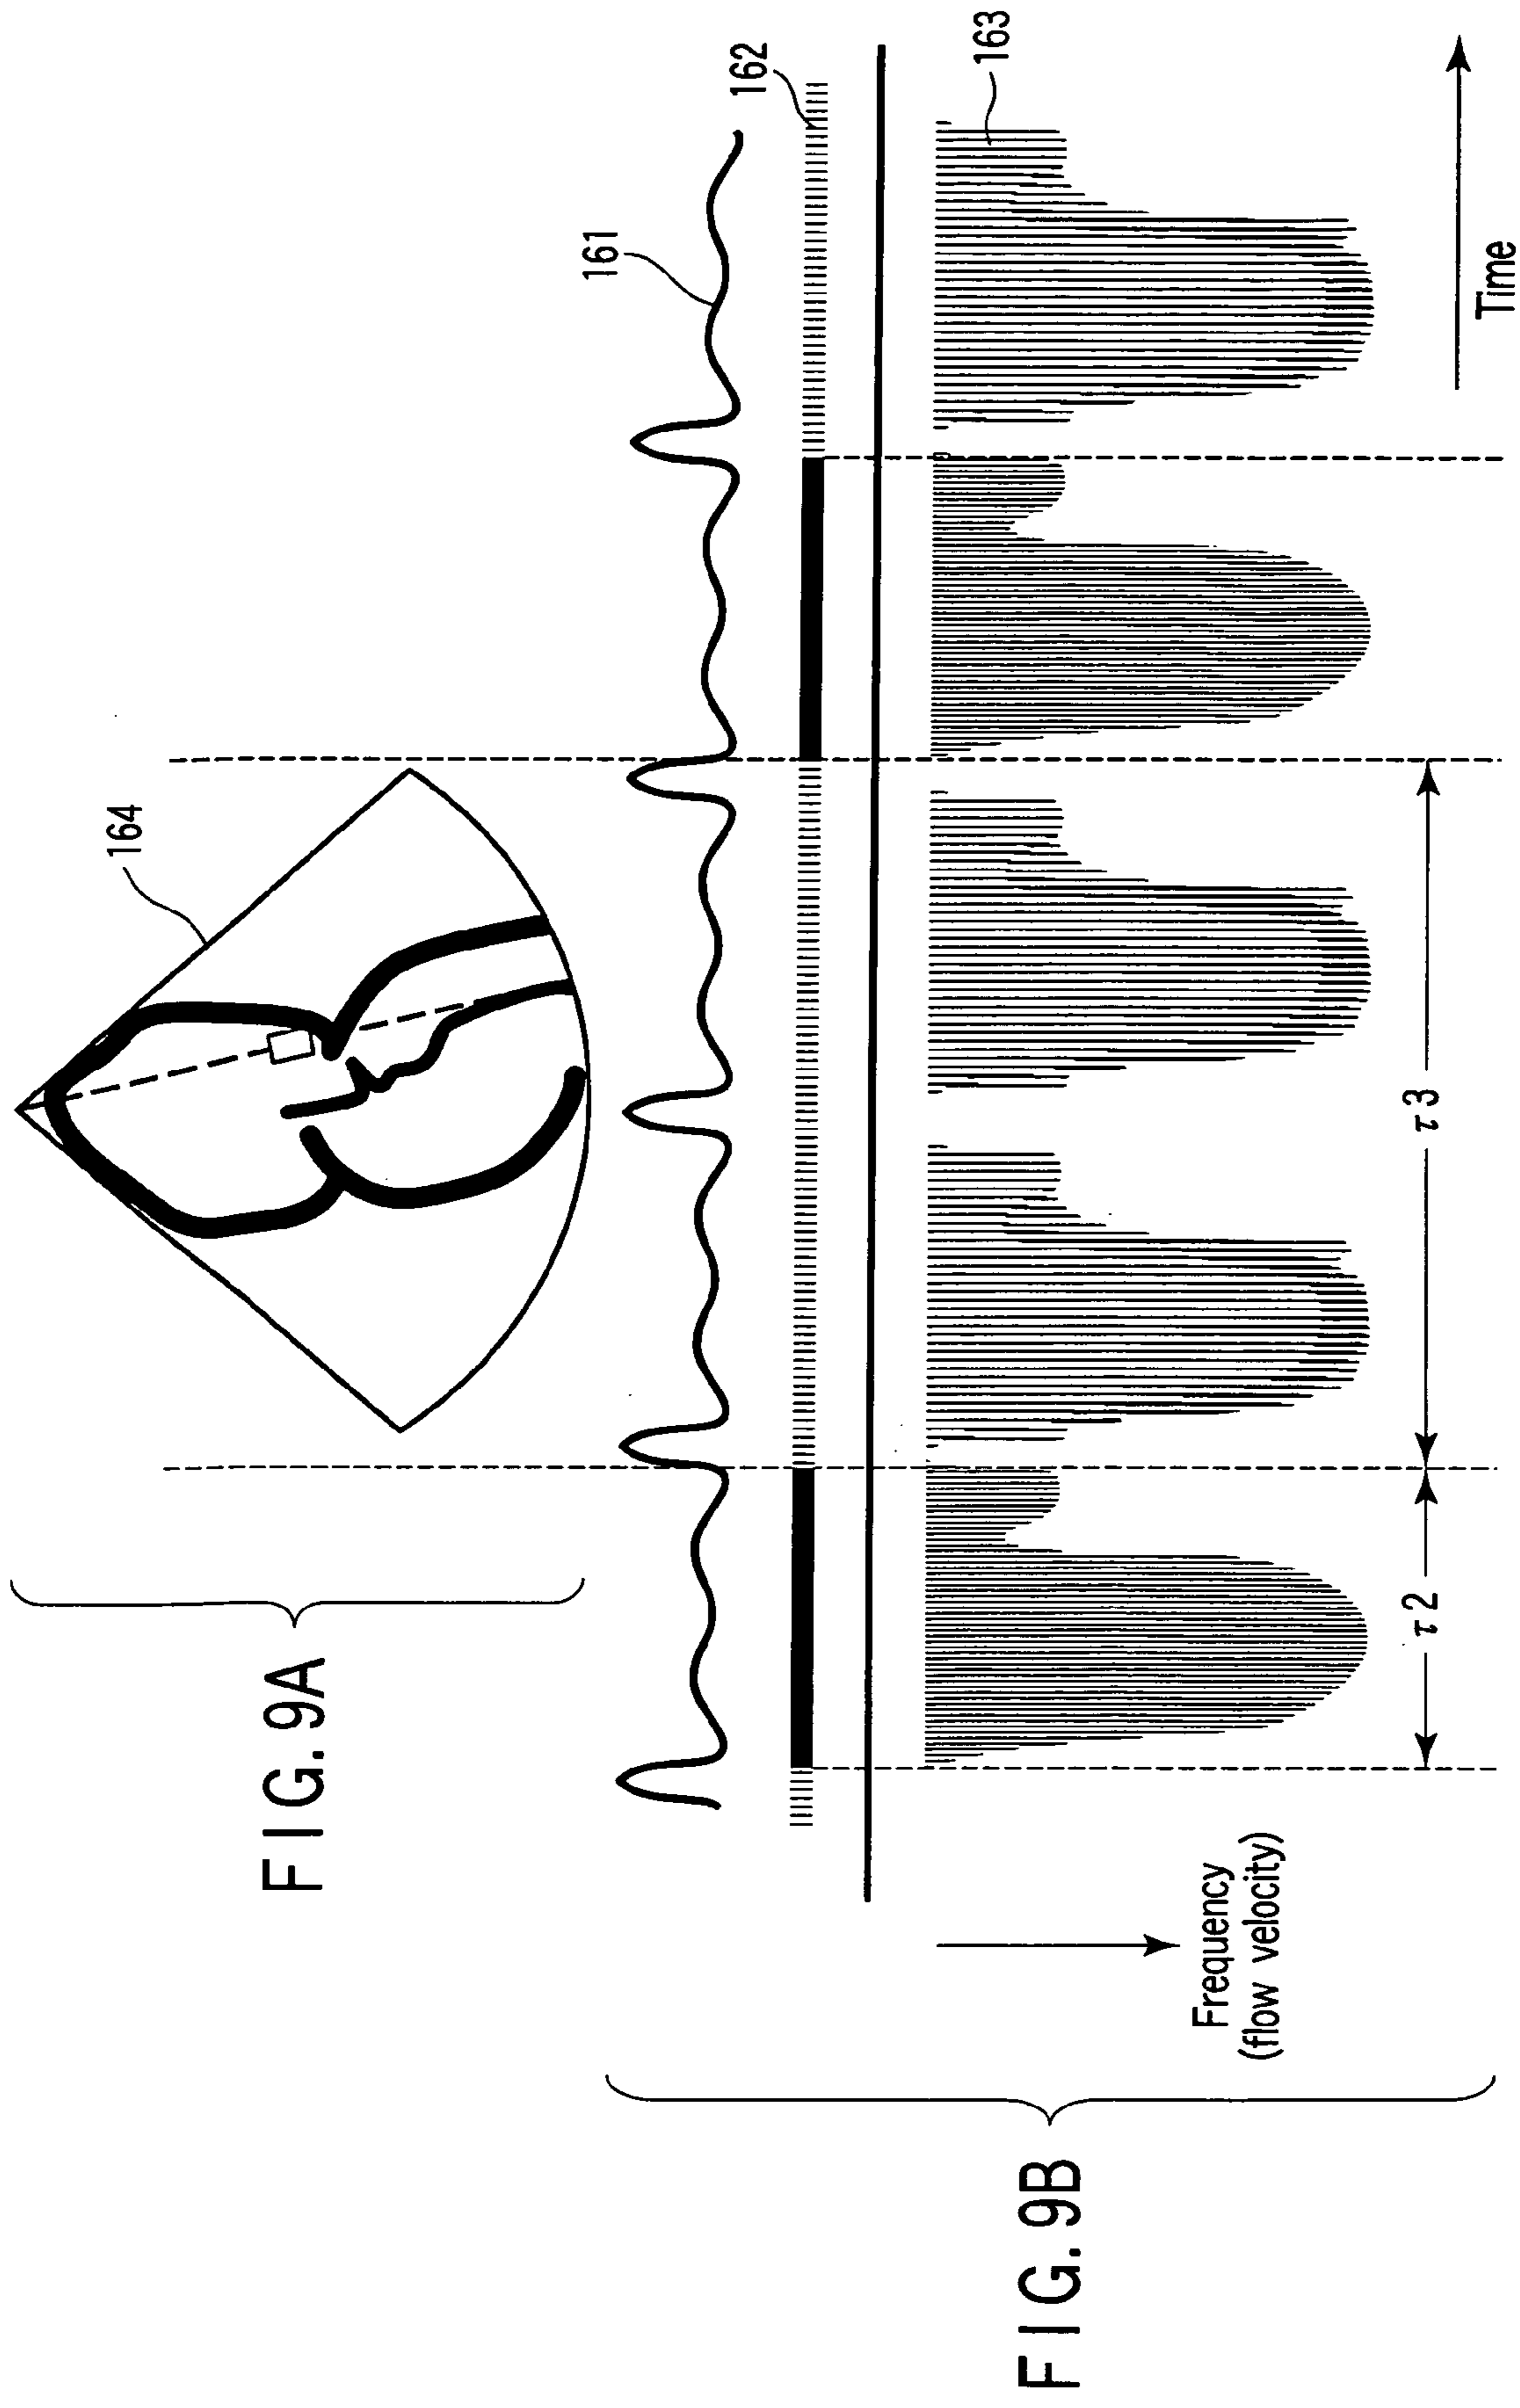 FIG. 9A
164
FIG. 9B
161
162
163
Frequency
(flow velocity)
τ2
τ3
Time